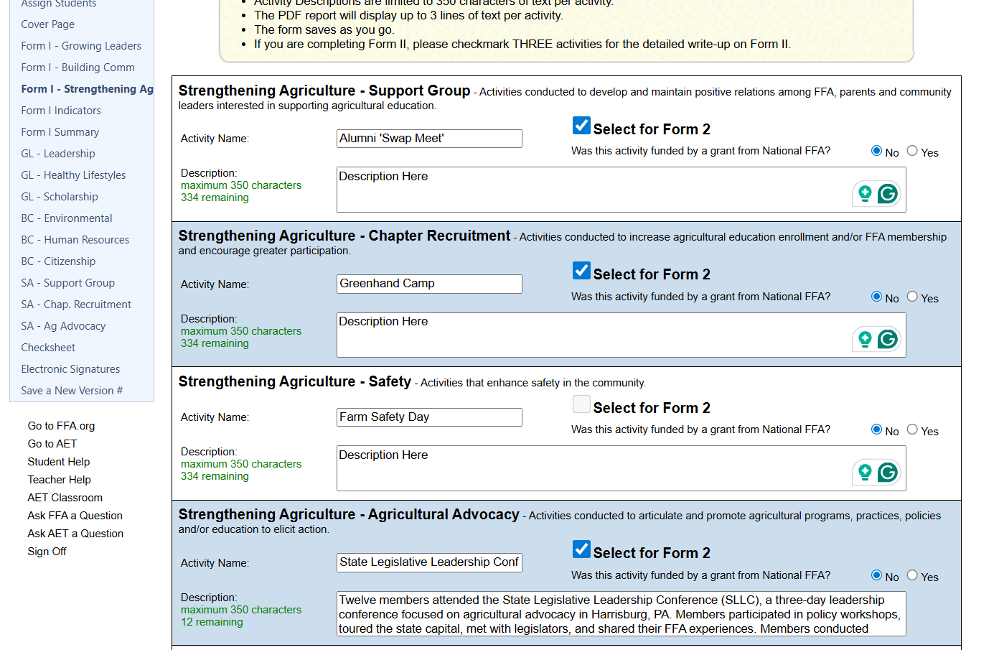 Assign Students
Cover Page
Form I - Growing Leaders
Form I - Building Comm
Form I - Strengthening Ag
Form I Indicators
Form I Summary
GL - Leadership
GL - Healthy Lifestyles
GL - Scholarship
BC - Environmental
BC - Human Resources
BC - Citizenship
SA - Support Group
SA - Chap. Recruitment
SA - Ag Advocacy
Checksheet
Electronic Signatures
Save a New Version #
Go to FFA.org
Go to AET
Student Help
Teacher Help
AET Classroom
Ask FFA a Question
Ask AET a Question
Sign Off
• Activity Descriptions are limited to 350 characters of text per activity.
• The PDF report will display up to 3 lines of text per activity.
• The form saves as you go.
• If you are completing Form II, please checkmark THREE activities for the detailed write-up on Form II.
Strengthening Agriculture - Support Group - Activities conducted to develop and maintain positive relations among FFA, parents and community
leaders interested in supporting agricultural education.
Activity Name: Alumni 'Swap Meet' Select for Form 2
Was this activity funded by a grant from National FFA? No Yes
Description: Description Here
maximum 350 characters
334 remaining
Strengthening Agriculture - Chapter Recruitment - Activities conducted to increase agricultural education enrollment and/or FFA membership
and encourage greater participation.
Activity Name: Greenhand Camp Select for Form 2
Was this activity funded by a grant from National FFA? No Yes
Description: Description Here
maximum 350 characters
334 remaining
Strengthening Agriculture - Safety - Activities that enhance safety in the community.
Activity Name: Farm Safety Day Select for Form 2
Was this activity funded by a grant from National FFA? No Yes
Description: Description Here
maximum 350 characters
334 remaining
Strengthening Agriculture - Agricultural Advocacy - Activities conducted to articulate and promote agricultural programs, practices, policies
and/or education to elicit action.
Activity Name: State Legislative Leadership Conf Select for Form 2
Was this activity funded by a grant from National FFA? No Yes
Description:
maximum 350 characters
12 remaining
Twelve members attended the State Legislative Leadership Conference (SLLC), a three-day leadership
conference focused on agricultural advocacy in Harrisburg, PA. Members participated in policy workshops,
toured the state capital, met with legislators, and shared their FFA experiences. Members conducted